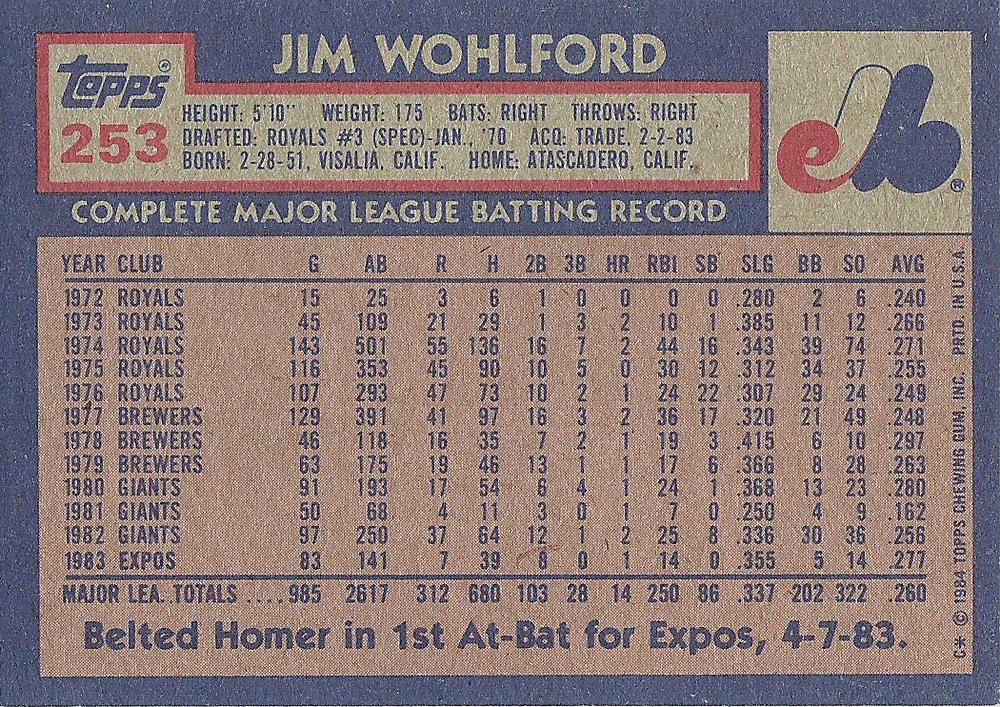 JIM WOHLFORD
Topps®
253
HEIGHT: 5'10" WEIGHT: 175 BATS: RIGHT THROWS: RIGHT
DRAFTED: ROYALS #3 (SPEC)-JAN., '70 ACQ: TRADE, 2-2-83
BORN: 2-28-51, VISALIA, CALIF. HOME: ATASCADERO, CALIF.
eb®
COMPLETE MAJOR LEAGUE BATTING RECORD
YEAR CLUB G AB R H 2B 3B HR RBI SB SLG BB SO AVG
1972 ROYALS 15 25 3 6 1 0 0 0 0 .280 2 6 .240
1973 ROYALS 45 109 21 29 1 3 2 10 1 .385 11 12 .266
1974 ROYALS 143 501 55 136 16 7 2 44 16 .343 39 74 .271
1975 ROYALS 116 353 45 90 10 5 0 30 12 .312 34 37 .255
1976 ROYALS 107 293 47 73 10 2 1 24 22 .307 29 24 .249
1977 BREWERS 129 391 41 97 16 3 2 36 17 .320 21 49 .248
1978 BREWERS 46 118 16 35 7 2 1 19 3 .415 6 10 .297
1979 BREWERS 63 175 19 46 13 1 1 17 6 .366 8 28 .263
1980 GIANTS 91 193 17 54 6 4 1 24 1 .368 13 23 .280
1981 GIANTS 50 68 4 11 3 0 1 7 0 .250 4 9 .162
1982 GIANTS 97 250 37 64 12 1 2 25 8 .336 30 36 .256
1983 EXPOS 83 141 7 39 8 0 1 14 0 .355 5 14 .277
MAJOR LEA. TOTALS .....985 2617 312 680 103 28 14 250 86 .337 202 322 .260
Belted Homer in 1st At-Bat for Expos, 4-7-83.
C* © 1984 TOPPS CHEWING GUM, INC. PRTD. IN U.S.A.